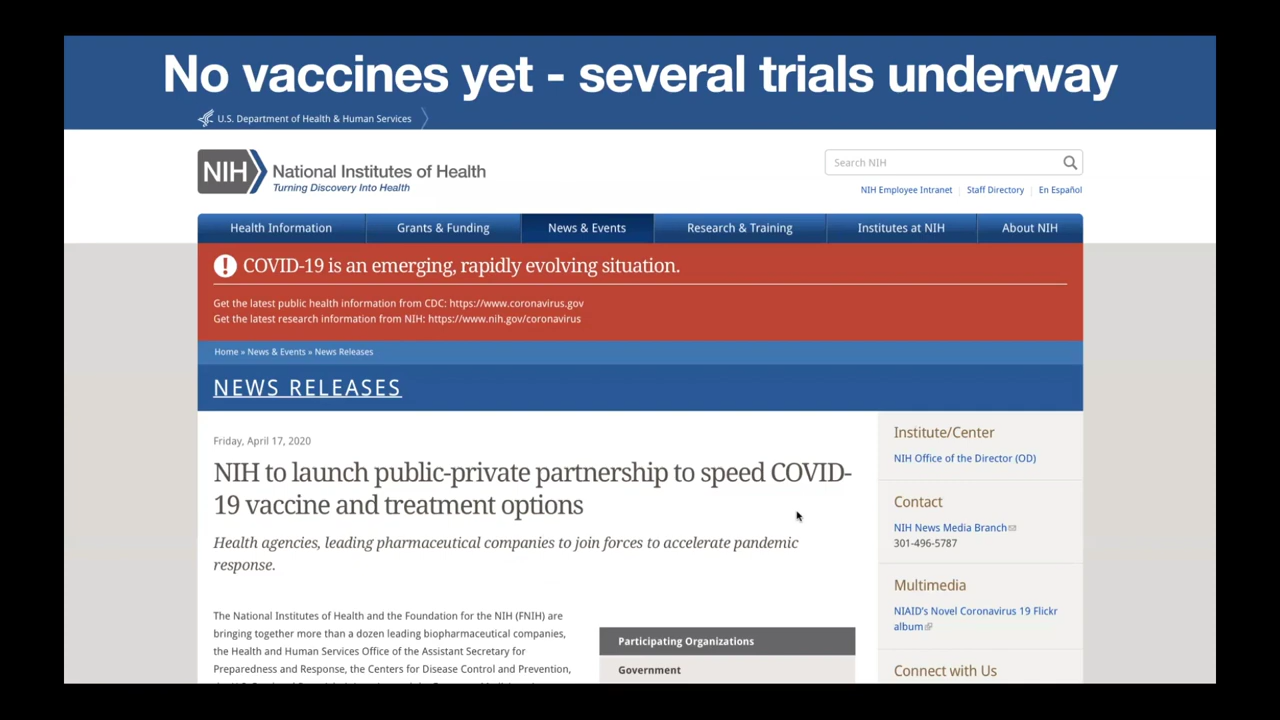 No vaccines yet - several trials underway
U.S. Department of Health & Human Services
NIH National Institutes of Health
Turning Discovery Into Health
Search NIH
NIH Employee Intranet Staff Directory En Español
Health Information Grants & Funding News & Events Research & Training Institutes at NIH About NIH
COVID-19 is an emerging, rapidly evolving situation.
Get the latest public health information from CDC: https://www.coronavirus.gov
Get the latest research information from NIH: https://www.nih.gov/coronavirus
Home » News & Events » News Releases
NEWS RELEASES
Friday, April 17, 2020
NIH to launch public-private partnership to speed COVID-
19 vaccine and treatment options
Health agencies, leading pharmaceutical companies to join forces to accelerate pandemic
response.
The National Institutes of Health and the Foundation for the NIH (FNIH) are
bringing together more than a dozen leading biopharmaceutical companies,
the Health and Human Services Office of the Assistant Secretary for
Preparedness and Response, the Centers for Disease Control and Prevention,
Participating Organizations
Government
Institute/Center
NIH Office of the Director (OD)
Contact
NIH News Media Branch
301-496-5787
Multimedia
NIAID's Novel Coronavirus 19 Flickr
album
Connect with Us